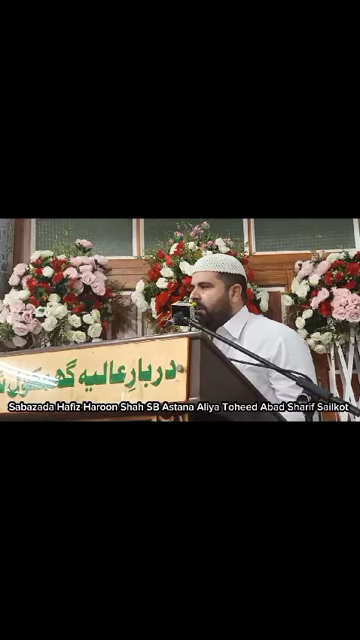 دربارِ عالیہ
Sabazada Hafiz Haroon Shah SB Astana Aliya Toheed Abad Sharif Sailkot